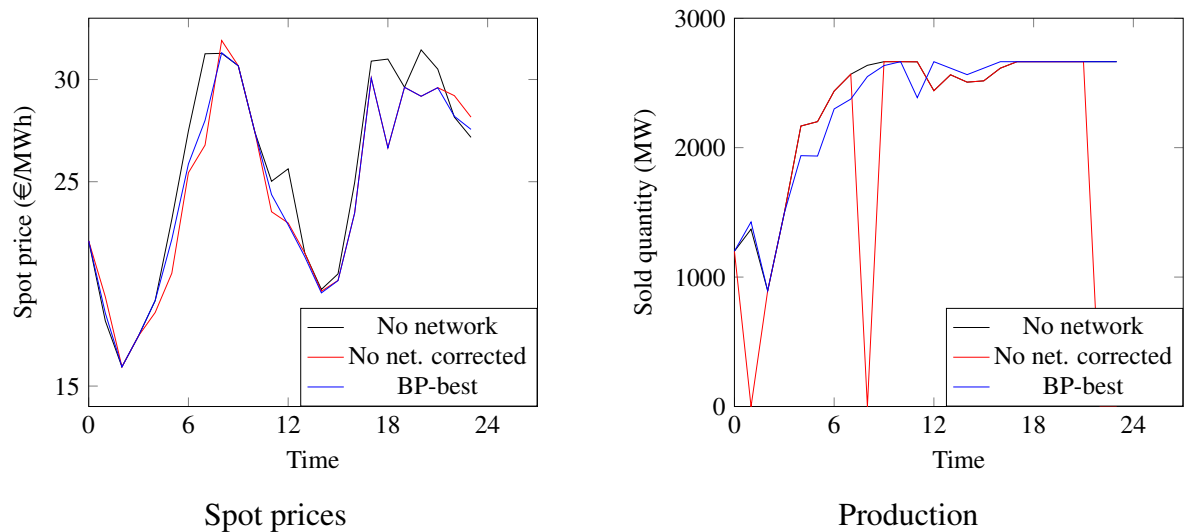 Spot price (€/MWh)
30
25
15
0
6
12
18
24
Time
No network
No net. corrected
BP-best
Spot prices
Sold quantity (MW)
3000
2000
1000
0
0
6
12
18
24
Time
No network
No net. corrected
BP-best
Production